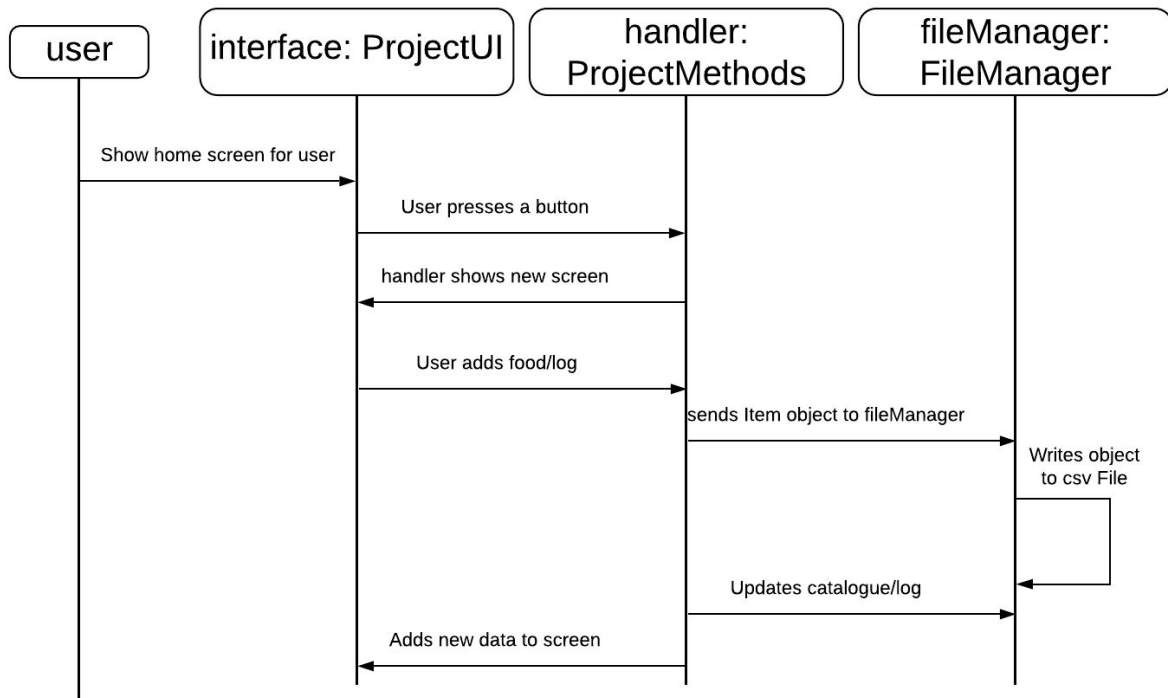 user
interface: ProjectUI
handler:
ProjectMethods
fileManager:
FileManager
Show home screen for user
User presses a button
handler shows new screen
User adds food/log
sends Item object to fileManager
Writes object
to csv File
Updates catalogue/log
Adds new data to screen